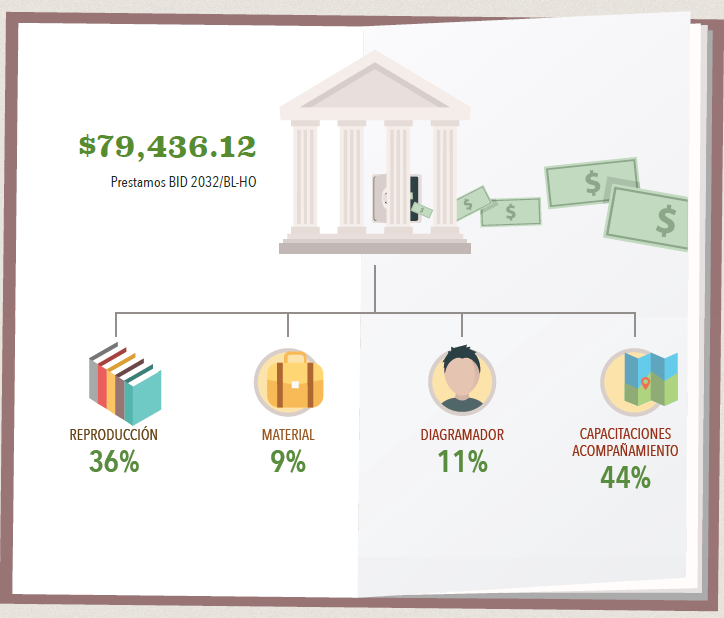 $79,436.12
Prestamos BID 2032/BL-HO
$
$
$
$
$
REPRODUCCIÓN
36%
MATERIAL
9%
DIAGRAMADOR
11%
CAPACITACIONES
ACOMPAÑAMIENTO
44%